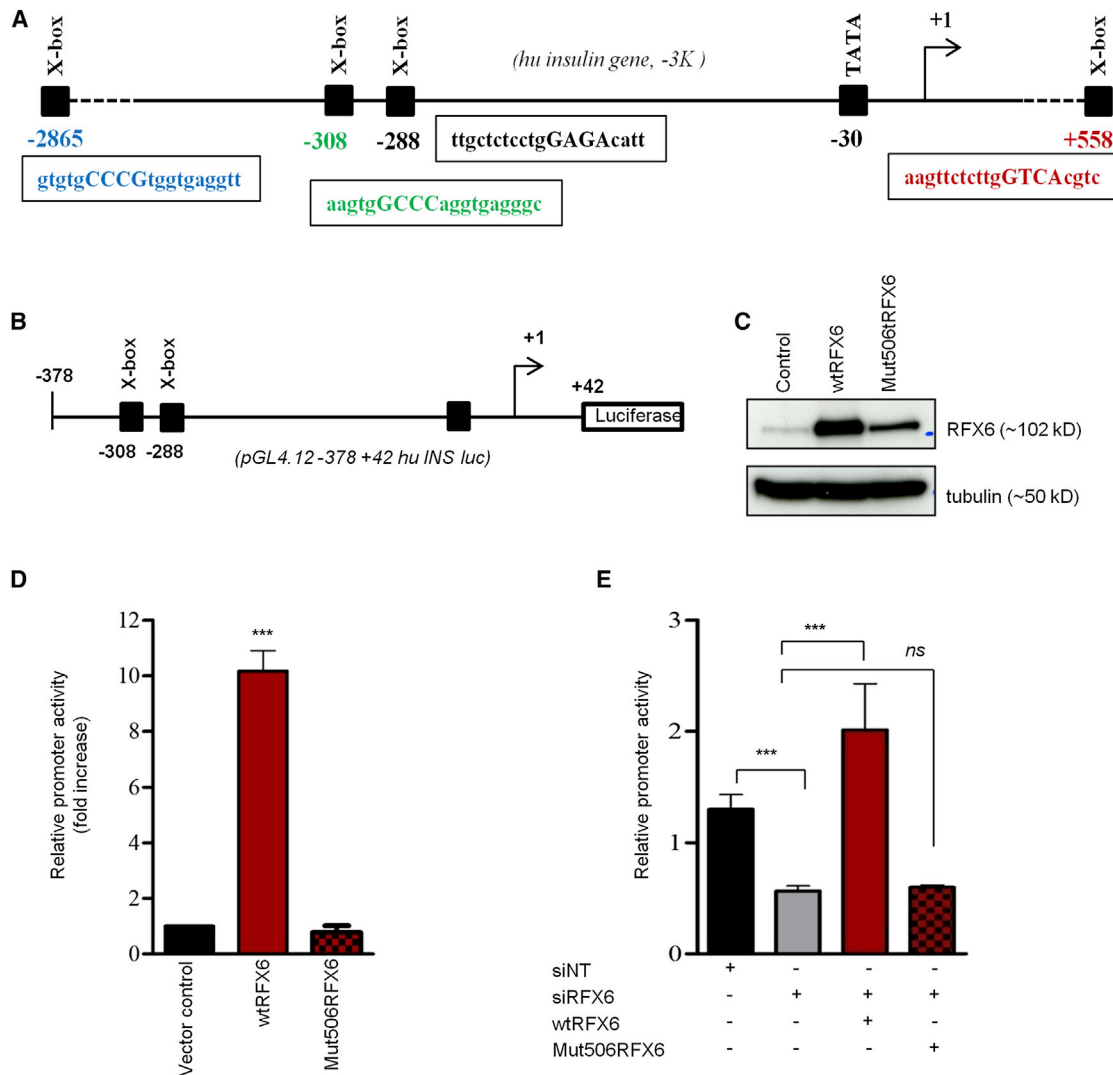 A
X-box
X-box
X-box
(hu insulin gene, -3K )
TATA
+1
X-box
-2865
-308
-288
-30
+558
ttgctctcctgGAGAcatt
gtgtgCCCGtggtgaggtt
aagttctcttgGTCAcgtc
aagtgGCCCaggtgagggc
B
-378
X-box
X-box
+1
+42
Luciferase
-308
-288
(pGL4.12 -378 +42 hu INS luc)
C
Control
wtRFX6
Mut506tRFX6
RFX6 (~102 kD)
tubulin (~50 kD)
D
Relative promoter activity
(fold increase)
12
10
8
6
4
2
0
***
Vector control
wtRFX6
Mut506RFX6
E
Relative promoter activity
3
2
1
0
***
***
ns
siNT + - - -
siRFX6 - + + +
wtRFX6 - - + -
Mut506RFX6 - - - +